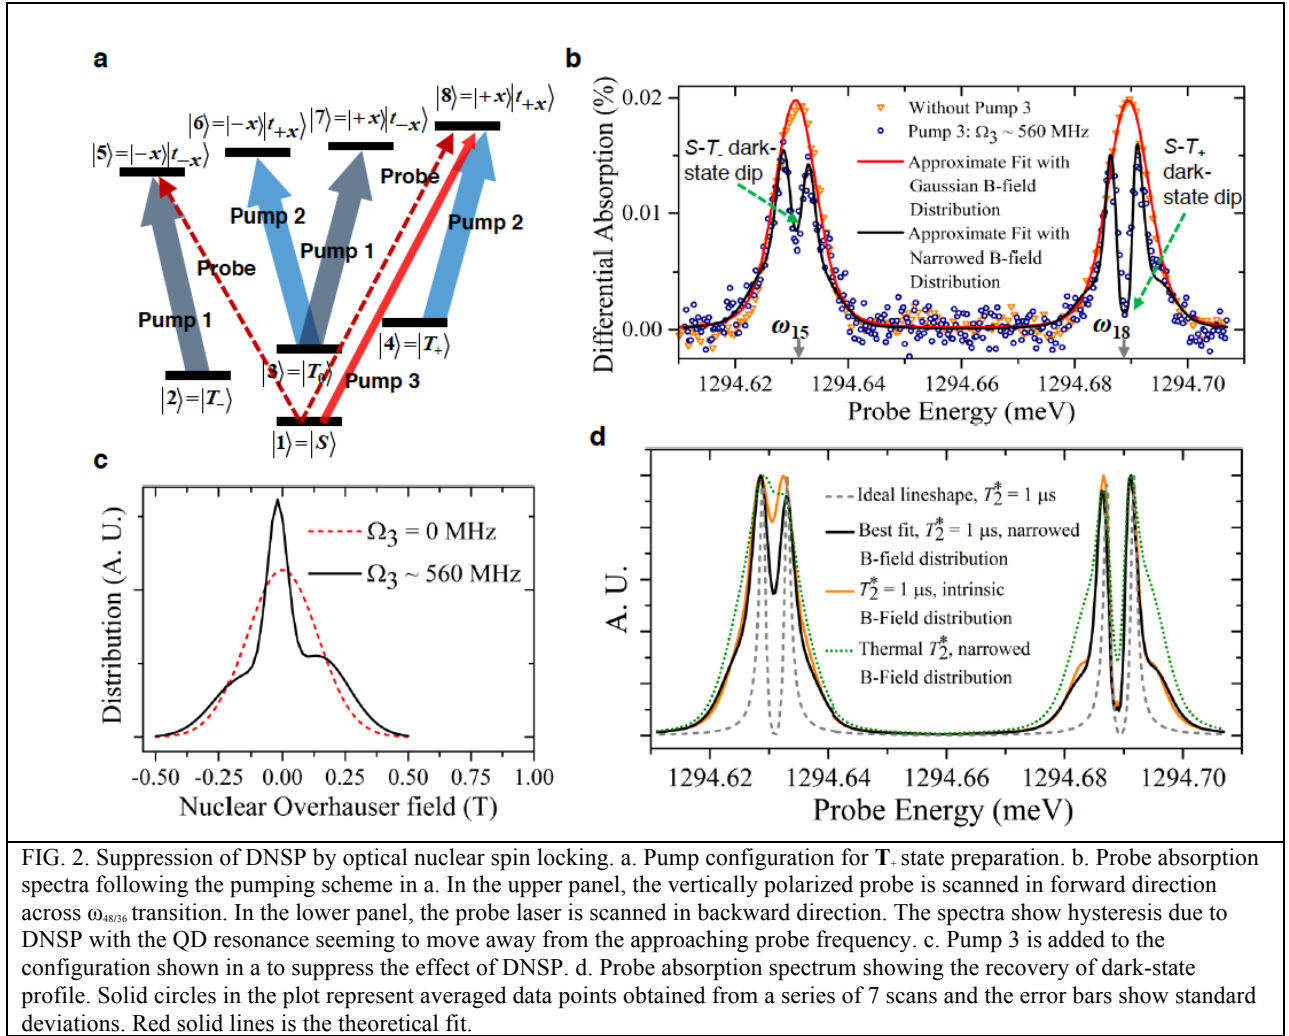 a
|5⟩=|−x⟩|t₋ₓ⟩
|6⟩=|−x⟩|t₊ₓ⟩
|7⟩=|+x⟩|t₋ₓ⟩
|8⟩=|+x⟩|t₊ₓ⟩
Probe
Pump 2
Pump 1
Pump 2
Probe
Pump 1
|4⟩=|T₊⟩
|3⟩=|T₀⟩
Pump 3
|2⟩=|T₋⟩
|1⟩=|S⟩
b
Differential Absorption (%)
0.02
0.01
0.00
S-T₋ dark-
state dip
Without Pump 3
Pump 3: Ω₃ ~ 560 MHz
Approximate Fit with
Gaussian B-field
Distribution
Approximate Fit with
Narrowed B-field
Distribution
S-T₊
dark-
state dip
ω₁₅
ω₁₈
1294.62 1294.64 1294.66 1294.68 1294.70
Probe Energy (meV)
c
Distribution (A. U.)
Ω₃ = 0 MHz
Ω₃ ~ 560 MHz
-0.50 -0.25 0.00 0.25 0.50 0.75 1.00
Nuclear Overhauser field (T)
d
A. U.
Ideal lineshape, T₂* = 1 μs
Best fit, T₂* = 1 μs, narrowed
B-field distribution
T₂* = 1 μs, intrinsic
B-Field distribution
Thermal T₂*, narrowed
B-Field distribution
1294.62 1294.64 1294.66 1294.68 1294.70
Probe Energy (meV)
FIG. 2. Suppression of DNSP by optical nuclear spin locking. a. Pump configuration for T₊ state preparation. b. Probe absorption
spectra following the pumping scheme in a. In the upper panel, the vertically polarized probe is scanned in forward direction
across ω₄₈/₃₆ transition. In the lower panel, the probe laser is scanned in backward direction. The spectra show hysteresis due to
DNSP with the QD resonance seeming to move away from the approaching probe frequency. c. Pump 3 is added to the
configuration shown in a to suppress the effect of DNSP. d. Probe absorption spectrum showing the recovery of dark-state
profile. Solid circles in the plot represent averaged data points obtained from a series of 7 scans and the error bars show standard
deviations. Red solid lines is the theoretical fit.